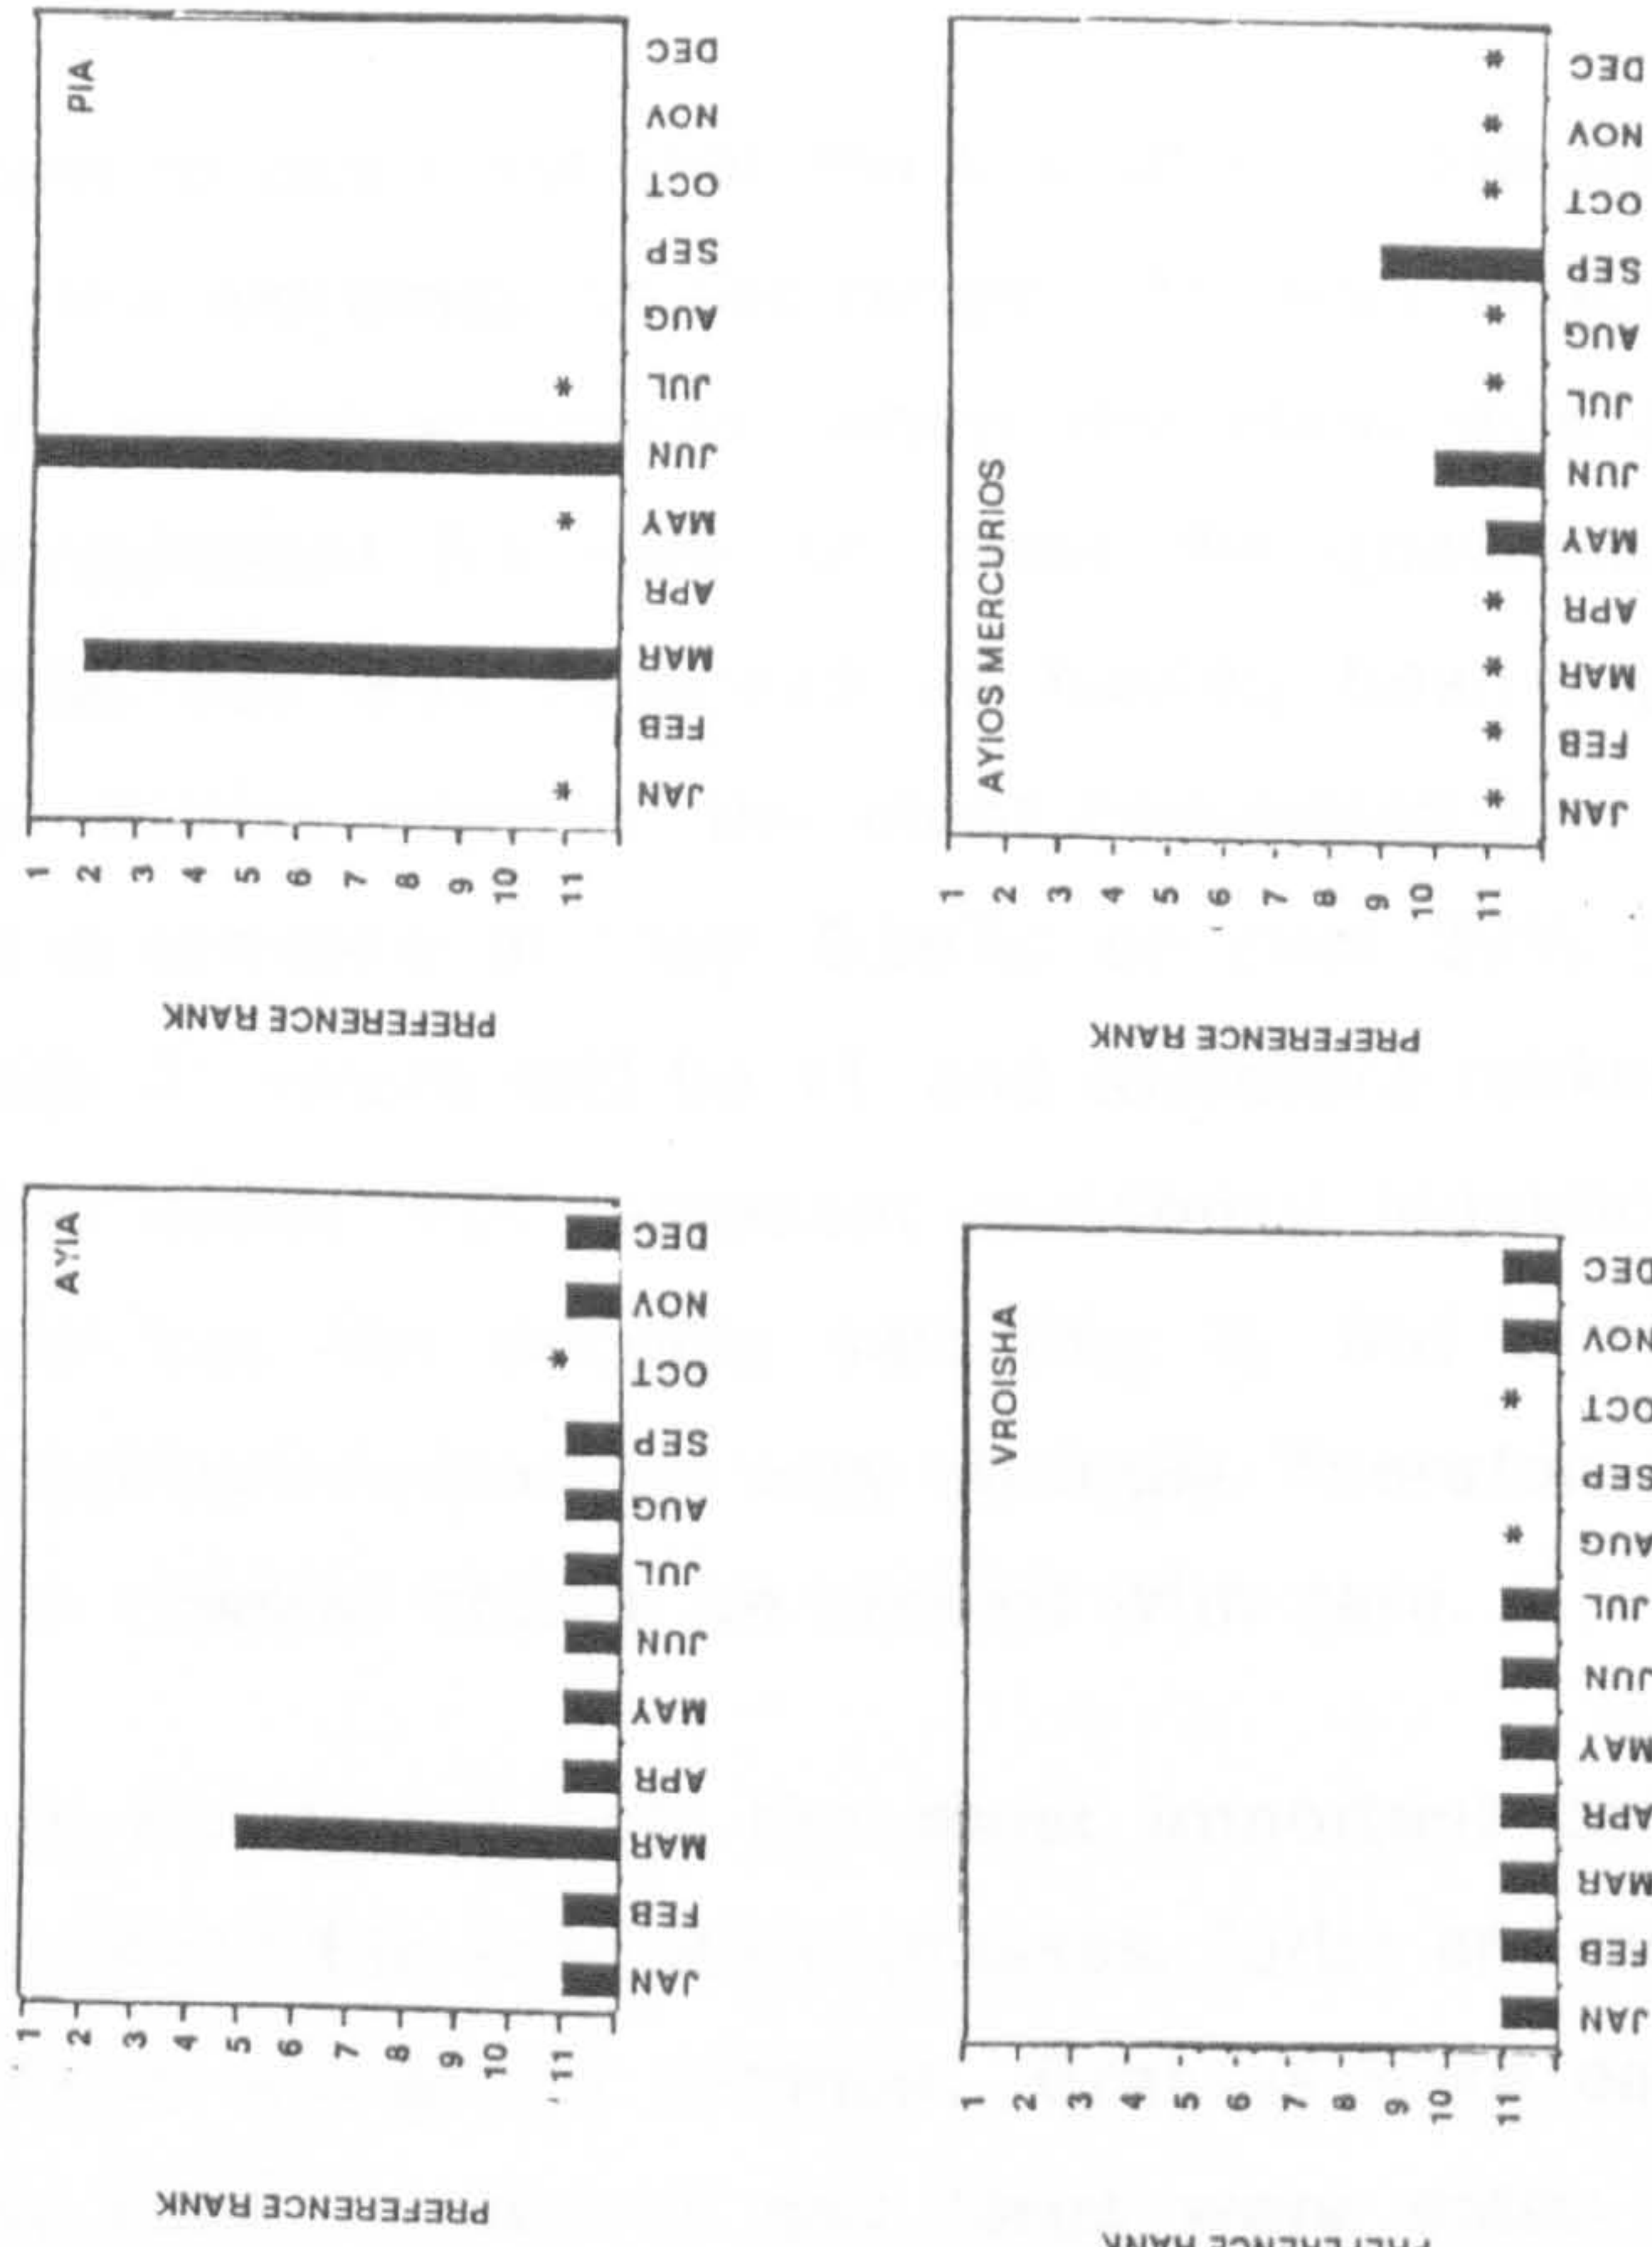 PIA
PREFERENCE RANK
1
2
3
4
5
6
7
8
9
10
11
JAN
FEB
MAR
APR
MAY
JUN
JUL
AUG
SEP
OCT
NOV
DEC
*
*
*
AYIOS MERCURIOS
PREFERENCE RANK
1
2
3
4
5
6
7
8
9
10
11
JAN
FEB
MAR
APR
MAY
JUN
JUL
AUG
SEP
OCT
NOV
DEC
*
*
*
*
*
*
*
*
*
AYIA
PREFERENCE RANK
1
2
3
4
5
6
7
8
9
10
11
JAN
FEB
MAR
APR
MAY
JUN
JUL
AUG
SEP
OCT
NOV
DEC
*
VROISHA
PREFERENCE RANK
1
2
3
4
5
6
7
8
9
10
11
JAN
FEB
MAR
APR
MAY
JUN
JUL
AUG
SEP
OCT
NOV
DEC
*
*